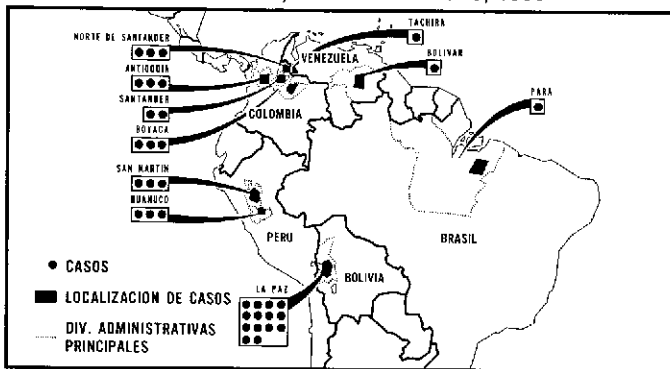 TACHIRA
NORTE DE SANTANDER
VENEZUELA
BOLIVAR
ANTIOQUIA
SANTANDER
PARA
COLOMBIA
BOYACA
SAN MARTIN
HUANUCO
PERU
BRASIL
CASOS
LA PAZ
BOLIVIA
LOCALIZACION DE CASOS
DIV. ADMINISTRATIVAS
PRINCIPALES